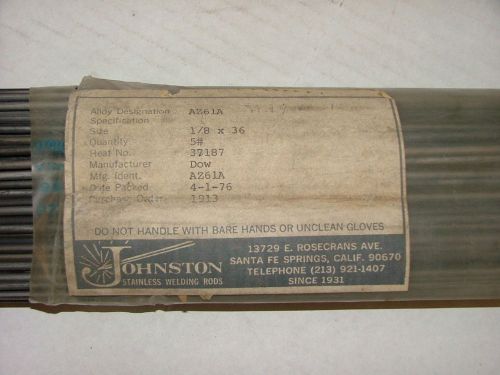 Alloy Designation AZ61A
Specification
Size 1/8 x 36
Quantity 5#
Heat No. 37187
Manufacturer Dow
Mfg. Ident. AZ61A
Date Packed 4-1-76
Purchase Order 1913
DO NOT HANDLE WITH BARE HANDS OR UNCLEAN GLOVES
JOHNSTON
STAINLESS WELDING RODS
13729 E. ROSECRANS AVE.
SANTA FE SPRINGS, CALIF. 90670
TELEPHONE (213) 921-1407
SINCE 1931